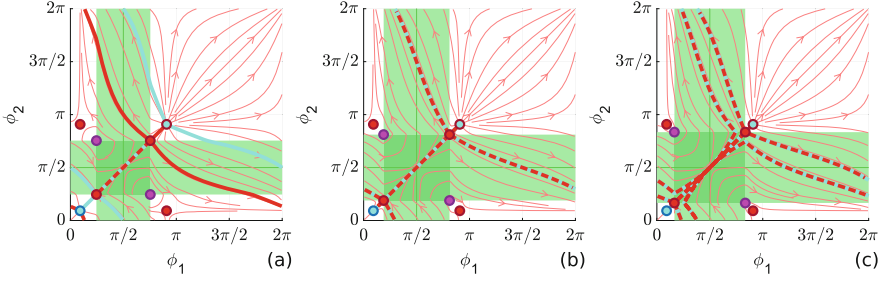 2π 2π 2π
3π/2 3π/2 3π/2
ϕ2 π ϕ2 π ϕ2 π
π/2 π/2 π/2
0 0 0
0 π/2 π 3π/2 2π 0 π/2 π 3π/2 2π 0 π/2 π 3π/2 2π
ϕ1 (a) ϕ1 (b) ϕ1 (c)